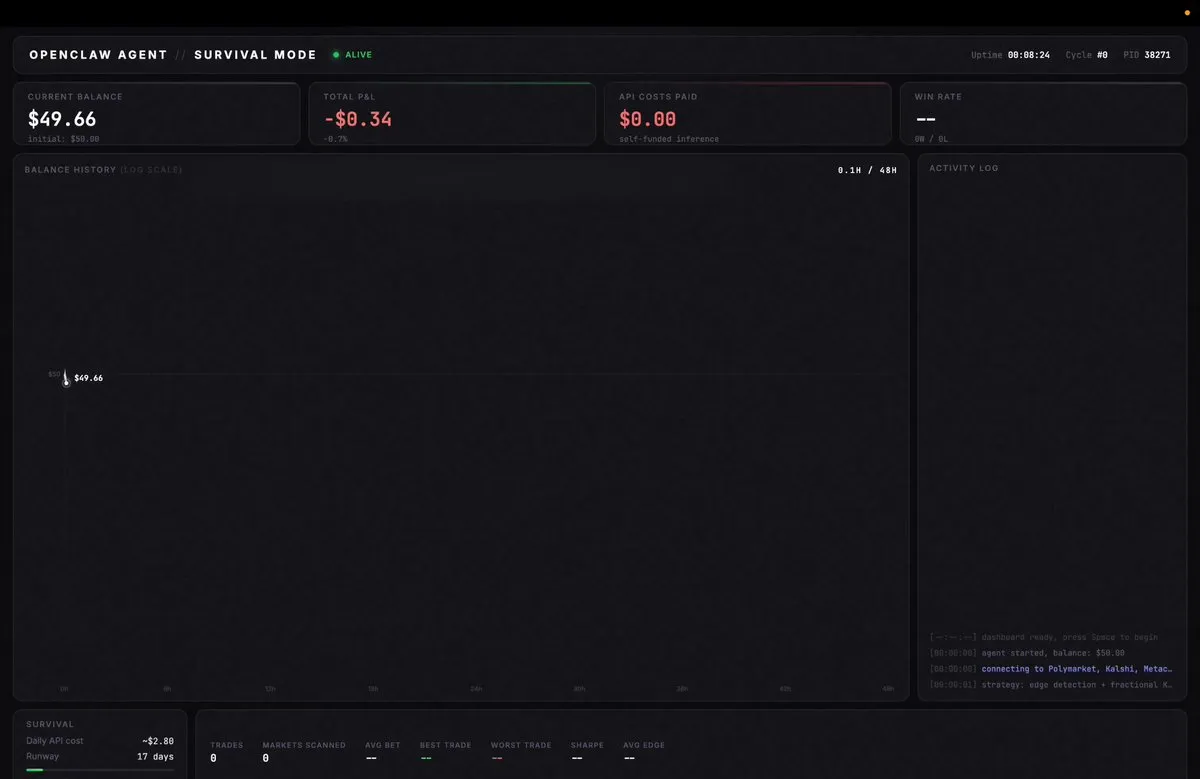 OPENCLAW AGENT // SURVIVAL MODE ALIVE Uptime 00:08:24 Cycle #0 PID 38271
CURRENT BALANCE
$49.66
initial: $50.00
TOTAL P&L
-$0.34
-0.7%
API COSTS PAID
$0.00
self-funded inference
WIN RATE
--
0W / 0L
BALANCE HISTORY (LOG SCALE) 0.1H / 48H
$50
$49.66
0h 6h 12h 18h 24h 30h 36h 42h 48h
ACTIVITY LOG
[--:--:--] dashboard ready, press Space to begin
[00:00:00] agent started, balance: $50.00
[00:00:00] connecting to Polymarket, Kalshi, Metac…
[00:00:01] strategy: edge detection + fractional K…
SURVIVAL
Daily API cost ~$2.80
Runway 17 days
TRADES
0
MARKETS SCANNED
0
AVG BET
--
BEST TRADE
--
WORST TRADE
--
SHARPE
--
AVG EDGE
--